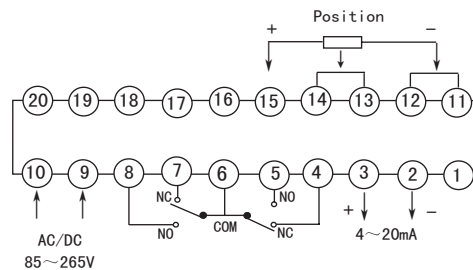 Position
+ −
20 19 18 17 16 15 14 13 12 11
10 9 8 7 6 5 4 3 2 1
NC NO
NO COM NC + −
AC/DC 4～20mA
85～265V